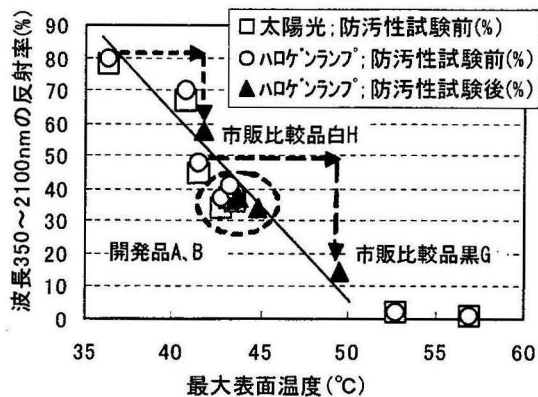 □ 太陽光;防汚性試験前(%)
○ ハロゲンランプ;防汚性試験前(%)
▲ ハロゲンランプ;防汚性試験後(%)
波長350~2100nmの反射率(%)
90
80
70
60
50
40
30
20
10
0
市販比較品白H
開発品A、B
市販比較品黒G
35 40 45 50 55 60
最大表面温度(℃)